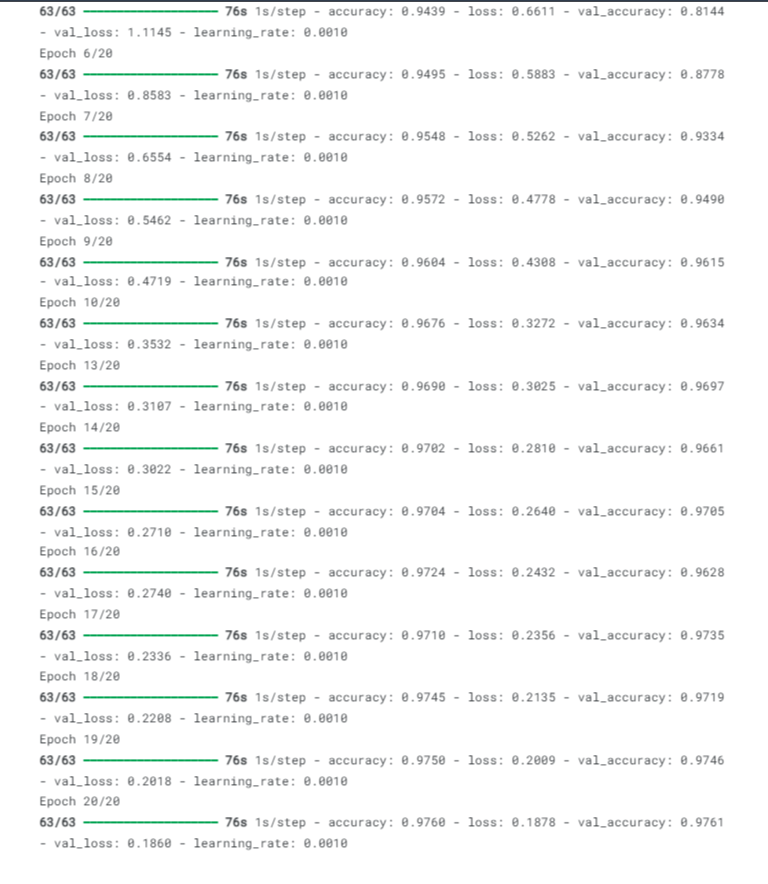 63/63 ━━━━━━━━━━━━━━━━━━━━ 76s 1s/step - accuracy: 0.9439 - loss: 0.6611 - val_accuracy: 0.8144
- val_loss: 1.1145 - learning_rate: 0.0010
Epoch 6/20
63/63 ━━━━━━━━━━━━━━━━━━━━ 76s 1s/step - accuracy: 0.9495 - loss: 0.5883 - val_accuracy: 0.8778
- val_loss: 0.8583 - learning_rate: 0.0010
Epoch 7/20
63/63 ━━━━━━━━━━━━━━━━━━━━ 76s 1s/step - accuracy: 0.9548 - loss: 0.5262 - val_accuracy: 0.9334
- val_loss: 0.6554 - learning_rate: 0.0010
Epoch 8/20
63/63 ━━━━━━━━━━━━━━━━━━━━ 76s 1s/step - accuracy: 0.9572 - loss: 0.4778 - val_accuracy: 0.9490
- val_loss: 0.5462 - learning_rate: 0.0010
Epoch 9/20
63/63 ━━━━━━━━━━━━━━━━━━━━ 76s 1s/step - accuracy: 0.9604 - loss: 0.4308 - val_accuracy: 0.9615
- val_loss: 0.4719 - learning_rate: 0.0010
Epoch 10/20
63/63 ━━━━━━━━━━━━━━━━━━━━ 76s 1s/step - accuracy: 0.9676 - loss: 0.3272 - val_accuracy: 0.9634
- val_loss: 0.3532 - learning_rate: 0.0010
Epoch 13/20
63/63 ━━━━━━━━━━━━━━━━━━━━ 76s 1s/step - accuracy: 0.9690 - loss: 0.3025 - val_accuracy: 0.9697
- val_loss: 0.3107 - learning_rate: 0.0010
Epoch 14/20
63/63 ━━━━━━━━━━━━━━━━━━━━ 76s 1s/step - accuracy: 0.9702 - loss: 0.2810 - val_accuracy: 0.9661
- val_loss: 0.3022 - learning_rate: 0.0010
Epoch 15/20
63/63 ━━━━━━━━━━━━━━━━━━━━ 76s 1s/step - accuracy: 0.9704 - loss: 0.2640 - val_accuracy: 0.9705
- val_loss: 0.2710 - learning_rate: 0.0010
Epoch 16/20
63/63 ━━━━━━━━━━━━━━━━━━━━ 76s 1s/step - accuracy: 0.9724 - loss: 0.2432 - val_accuracy: 0.9628
- val_loss: 0.2740 - learning_rate: 0.0010
Epoch 17/20
63/63 ━━━━━━━━━━━━━━━━━━━━ 76s 1s/step - accuracy: 0.9710 - loss: 0.2356 - val_accuracy: 0.9735
- val_loss: 0.2336 - learning_rate: 0.0010
Epoch 18/20
63/63 ━━━━━━━━━━━━━━━━━━━━ 76s 1s/step - accuracy: 0.9745 - loss: 0.2135 - val_accuracy: 0.9719
- val_loss: 0.2208 - learning_rate: 0.0010
Epoch 19/20
63/63 ━━━━━━━━━━━━━━━━━━━━ 76s 1s/step - accuracy: 0.9750 - loss: 0.2009 - val_accuracy: 0.9746
- val_loss: 0.2018 - learning_rate: 0.0010
Epoch 20/20
63/63 ━━━━━━━━━━━━━━━━━━━━ 76s 1s/step - accuracy: 0.9760 - loss: 0.1878 - val_accuracy: 0.9761
- val_loss: 0.1860 - learning_rate: 0.0010